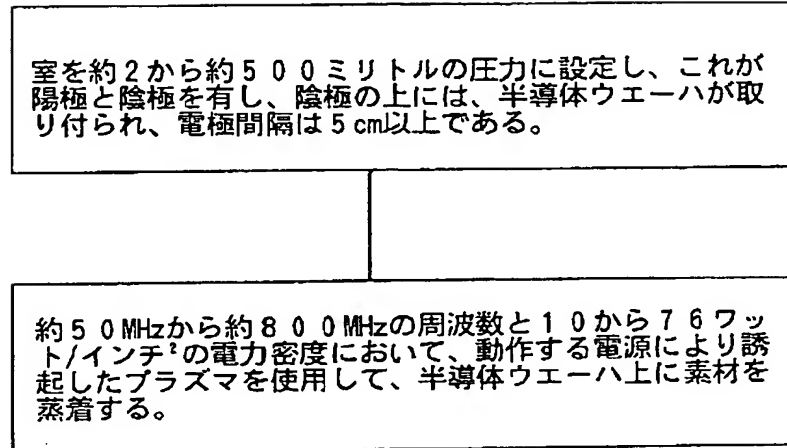 室を約2から約500ミリトルの圧力に設定し、これが
陽極と陰極を有し、陰極の上には、半導体ウエーハが取
り付られ、電極間隔は5cm以上である。
約50MHzから約800MHzの周波数と10から76ワッ
ト/インチ²の電力密度において、動作する電源により誘
起したプラズマを使用して、半導体ウエーハ上に素材を
蒸着する。